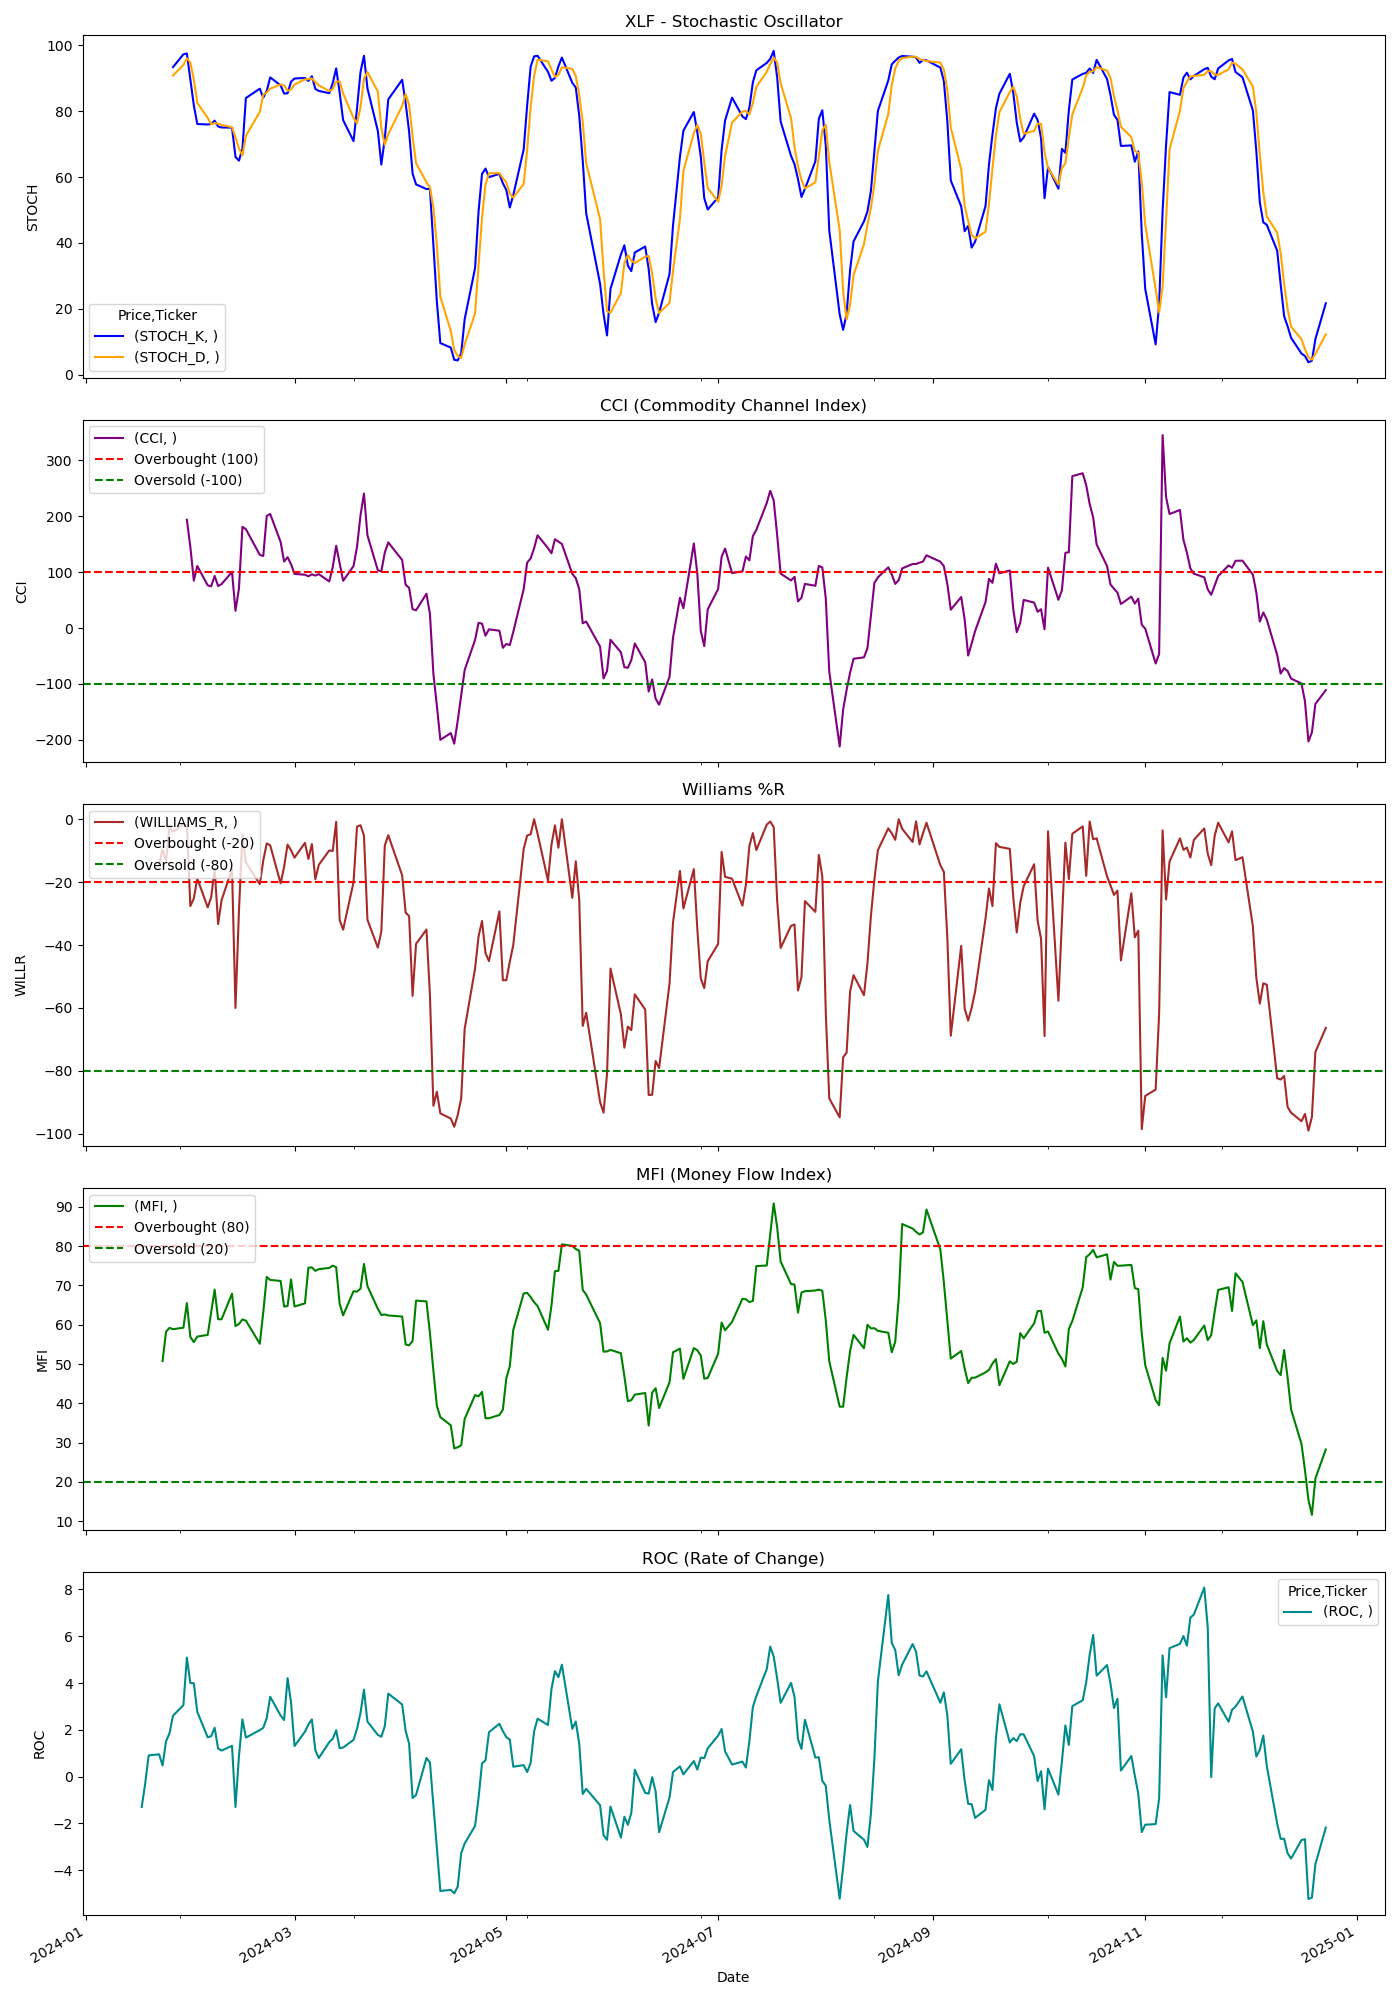 XLF - Stochastic Oscillator
100
80
60
40
20
0
STOCH
Price,Ticker
(STOCH_K, )
(STOCH_D, )
CCI (Commodity Channel Index)
300
200
100
0
−100
−200
CCI
(CCI, )
Overbought (100)
Oversold (-100)
Williams %R
0
−20
−40
−60
−80
−100
WILLR
(WILLIAMS_R, )
Overbought (-20)
Oversold (-80)
MFI (Money Flow Index)
90
80
70
60
50
40
30
20
10
MFI
(MFI, )
Overbought (80)
Oversold (20)
ROC (Rate of Change)
8
6
4
2
0
−2
−4
ROC
Price,Ticker
(ROC, )
2024-01
2024-03
2024-05
2024-07
2024-09
2024-11
2025-01
Date